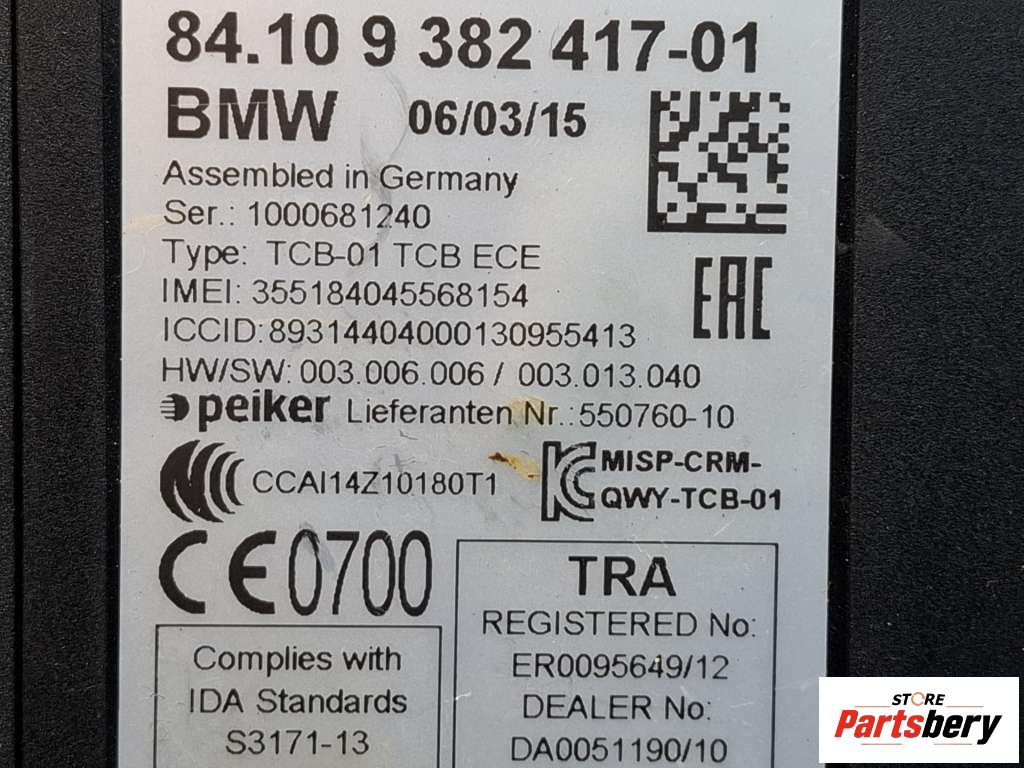 84.10 9 382 417-01
BMW 06/03/15
Assembled in Germany
Ser.: 1000681240
Type: TCB-01 TCB ECE
IMEI: 355184045568154
ICCID: 89314404000130955413
HW/SW: 003.006.006 / 003.013.040
peiker Lieferanten Nr.: 550760-10
EAC
CCAI14Z10180T1
KC MISP-CRM-
QWY-TCB-01
CE0700
TRA
REGISTERED No:
ER0095649/12
DEALER No:
DA0051190/10
Complies with
IDA Standards
S3171-13
STORE
Partsbery